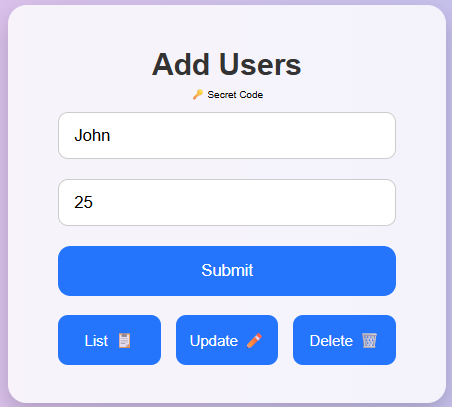 Add Users
🔑 Secret Code
John
25
Submit
List 📋 Update 🖍️ Delete 🗑️